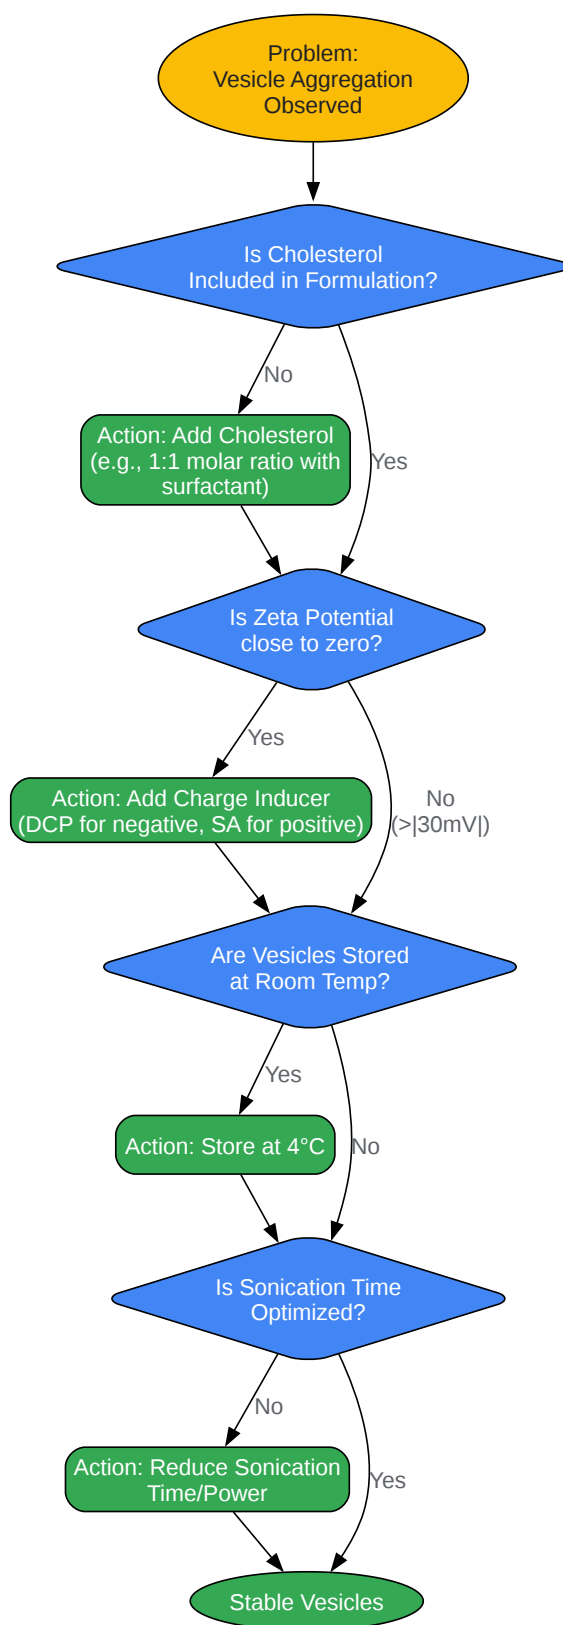 Problem:
Vesicle Aggregation
Observed
Is Cholesterol
Included in Formulation?
No
Action: Add Cholesterol
(e.g., 1:1 molar ratio with
surfactant)
Yes
Is Zeta Potential
close to zero?
Yes
Action: Add Charge Inducer
(DCP for negative, SA for positive)
No
(>|30mV|)
Are Vesicles Stored
at Room Temp?
Yes
Action: Store at 4°C
No
Is Sonication Time
Optimized?
No
Action: Reduce Sonication
Time/Power
Yes
Stable Vesicles